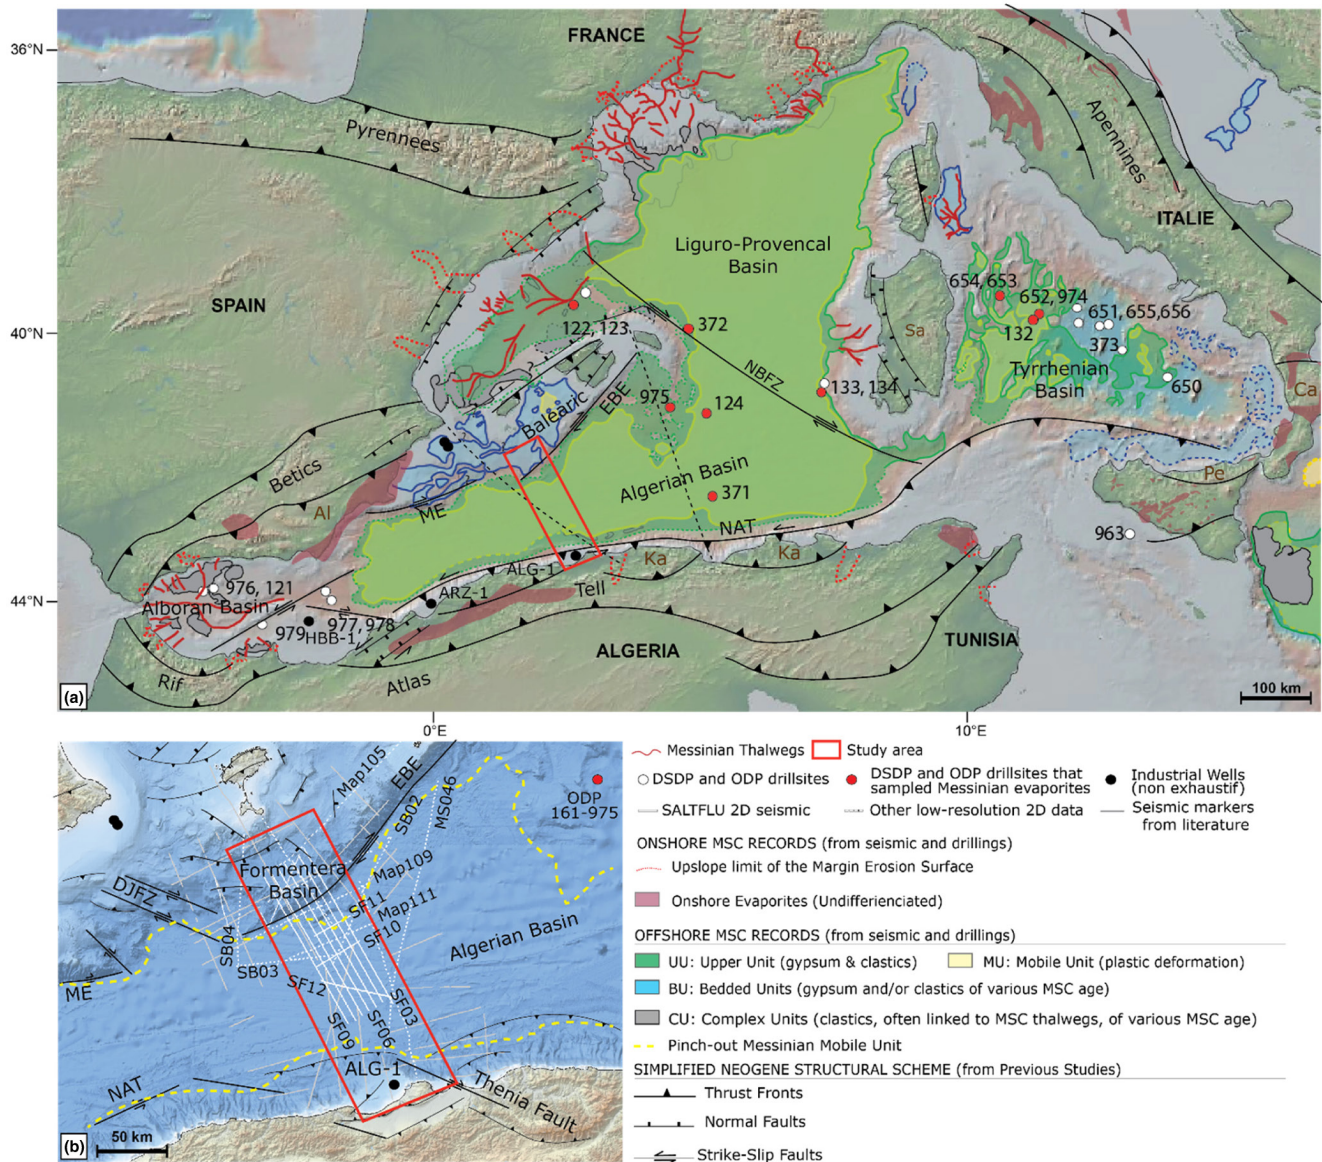 36°N
40°N
44°N
0°E
10°E
FRANCE
Pyrennees
Apennines
ITALIE
SPAIN
Liguro-Provencal
Basin
654, 653
652, 974
651, 655,656
132
373
Sa
Tyrrhenian
Basin
650
Ca
122, 123
372
NBFZ
133, 134
975
124
EBE
Balearic
Betics
Al
ME
Algerian Basin
371
NAT
Pe
963
Ka
Ka
ALG-1
ARZ-1
Tell
976, 121
Alboran Basin
977, 978
979
HBB-1
Rif
Atlas
ALGERIA
TUNISIA
(a)
100 km
Map105
EBE
SB02
MS046
ODP
161-975
Formentera
Basin
DJFZ
Map109
SF11
Map111
SF10
Algerian Basin
SB04
SB03
ME
SF12
SF03
SF09
SF06
NAT
ALG-1
Thenia Fault
(b)
50 km
Messinian Thalwegs
Study area
DSDP and ODP drillsites
DSDP and ODP drillsites that
sampled Messinian evaporites
Industrial Wells
(non exhaustif)
SALTFLU 2D seismic
Other low-resolution 2D data
Seismic markers
from literature
ONSHORE MSC RECORDS (from seismic and drillings)
Upslope limit of the Margin Erosion Surface
Onshore Evaporites (Undifferenciated)
OFFSHORE MSC RECORDS (from seismic and drillings)
UU: Upper Unit (gypsum & clastics)
MU: Mobile Unit (plastic deformation)
BU: Bedded Units (gypsum and/or clastics of various MSC age)
CU: Complex Units (clastics, often linked to MSC thalwegs, of various MSC age)
Pinch-out Messinian Mobile Unit
SIMPLIFIED NEOGENE STRUCTURAL SCHEME (from Previous Studies)
Thrust Fronts
Normal Faults
Strike-Slip Faults